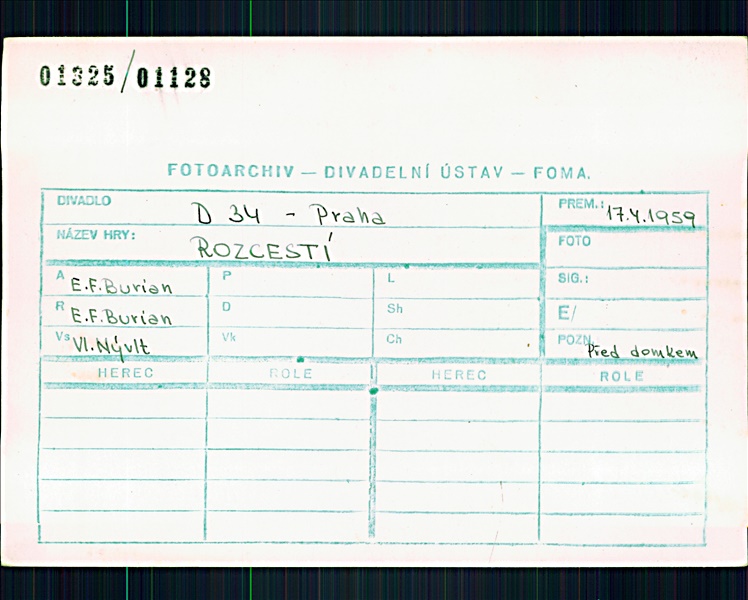 01325/01128
FOTOARCHIV — DIVADELNÍ ÚSTAV — FOMA.
DIVADLO D 34 - Praha PREM.: 17.4.1959
NÁZEV HRY: ROZCESTÍ FOTO
A E.F.Burian P L SIG.:
R E.F.Burian D Sh E/
Vs Vl.Nývlt Vk Ch POZN. Před domkem
HEREC ROLE HEREC ROLE